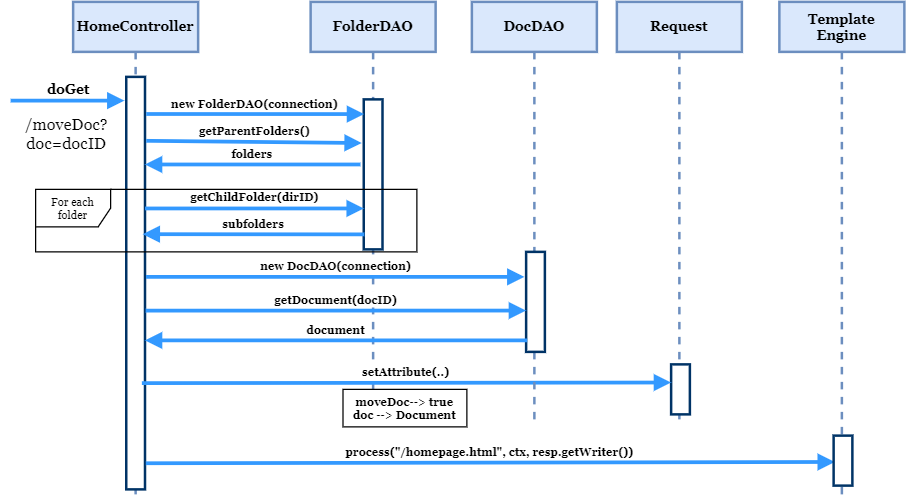 HomeController
FolderDAO
DocDAO
Request
Template
Engine
doGet
/moveDoc?
doc=docID
new FolderDAO(connection)
getParentFolders()
folders
For each
folder
getChildFolder(dirID)
subfolders
new DocDAO(connection)
getDocument(docID)
document
setAttribute(..)
moveDoc--> true
doc --> Document
process("/homepage.html", ctx, resp.getWriter())